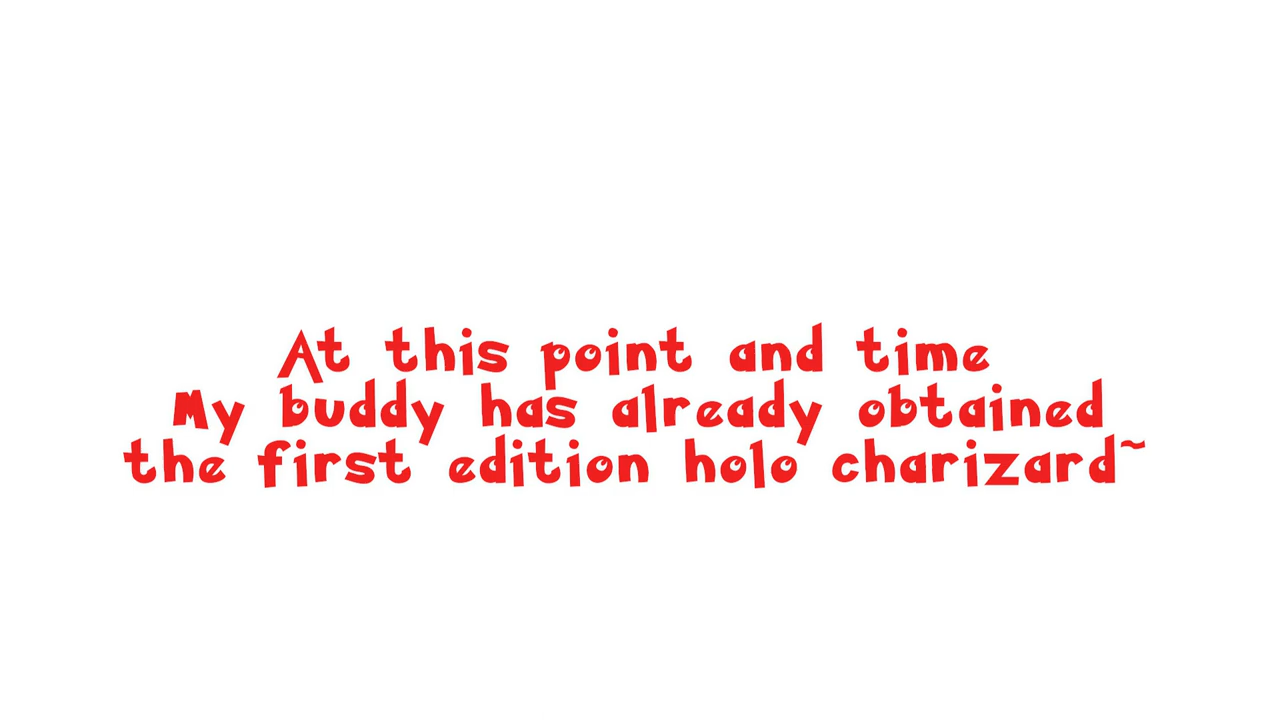 At this point and time
My buddy has already obtained
the first edition holo charizard~